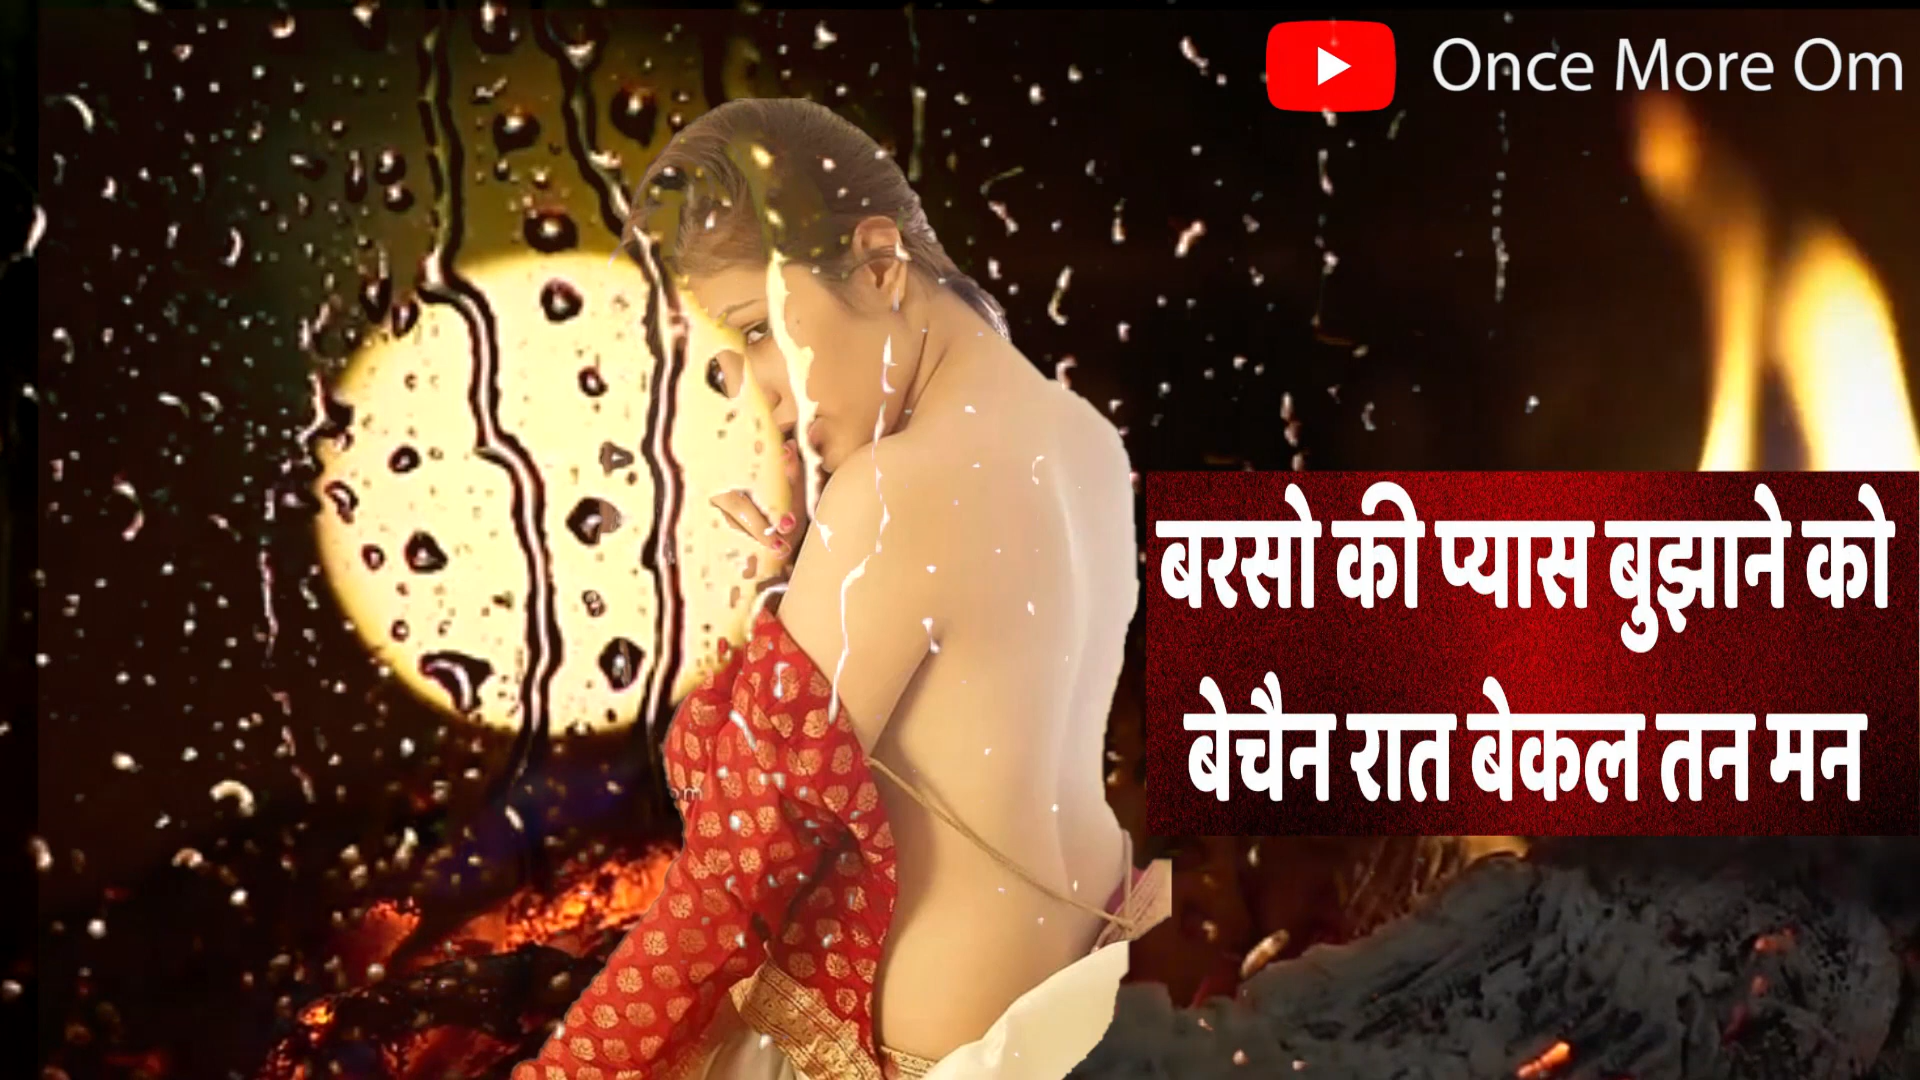 Once More Om
बरसो की प्यास बुझाने को
बेचैन रात बेकल तन मन